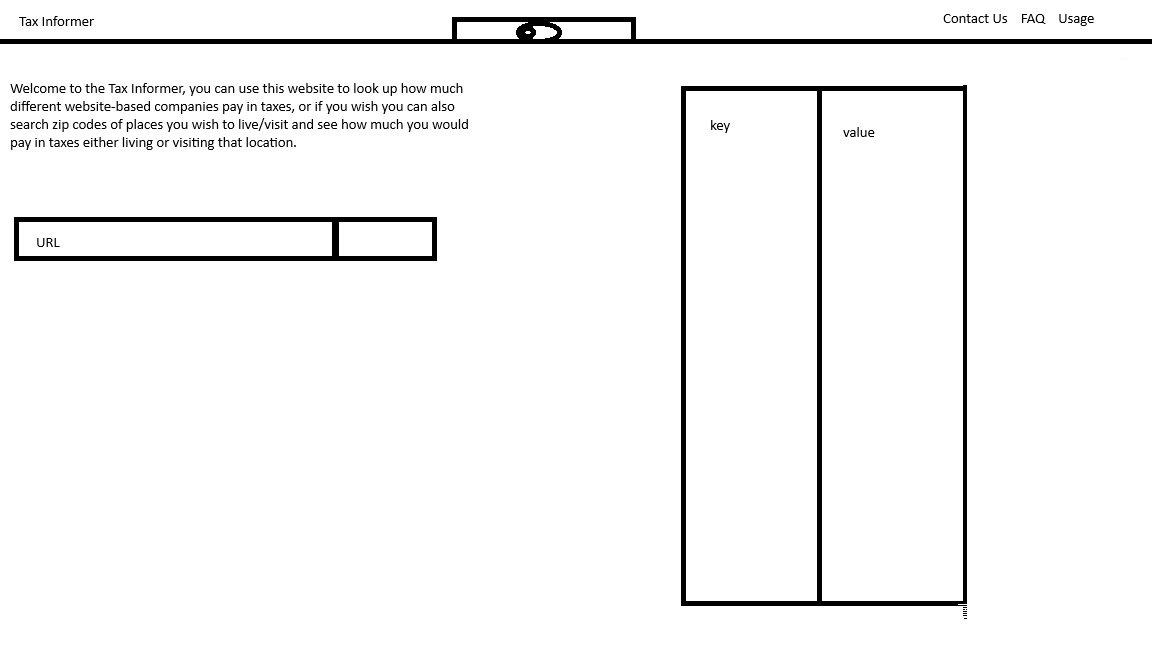 Tax Informer
Contact Us FAQ Usage
Welcome to the Tax Informer, you can use this website to look up how much
different website-based companies pay in taxes, or if you wish you can also
search zip codes of places you wish to live/visit and see how much you would
pay in taxes either living or visiting that location.
key
value
URL